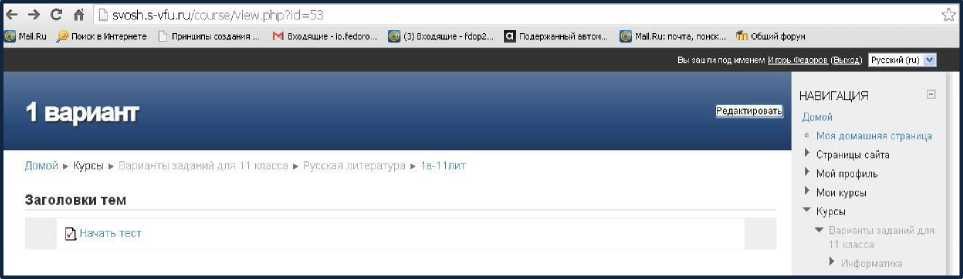 svosh.s-vfu.ru/course/view.php?id=53
Mail.Ru Поиск в Интернете Принципы создания ... Входящие - io.fedoro... (3) Входящие - fdop2... Подержанный автом... Mail.Ru: почта, поиск... Общий форум
Вы зашли под именем Игорь Федоров (Выход) Русский (ru)
1 вариант
Редактировать
Домой ► Курсы ► Варианты заданий для 11 класса ► Русская литература ► 1в-11лит
Заголовки тем
Начать тест
НАВИГАЦИЯ
Домой
Моя домашняя страница
Страницы сайта
Мой профиль
Мои курсы
Курсы
Варианты заданий для
11 класса
Информатика